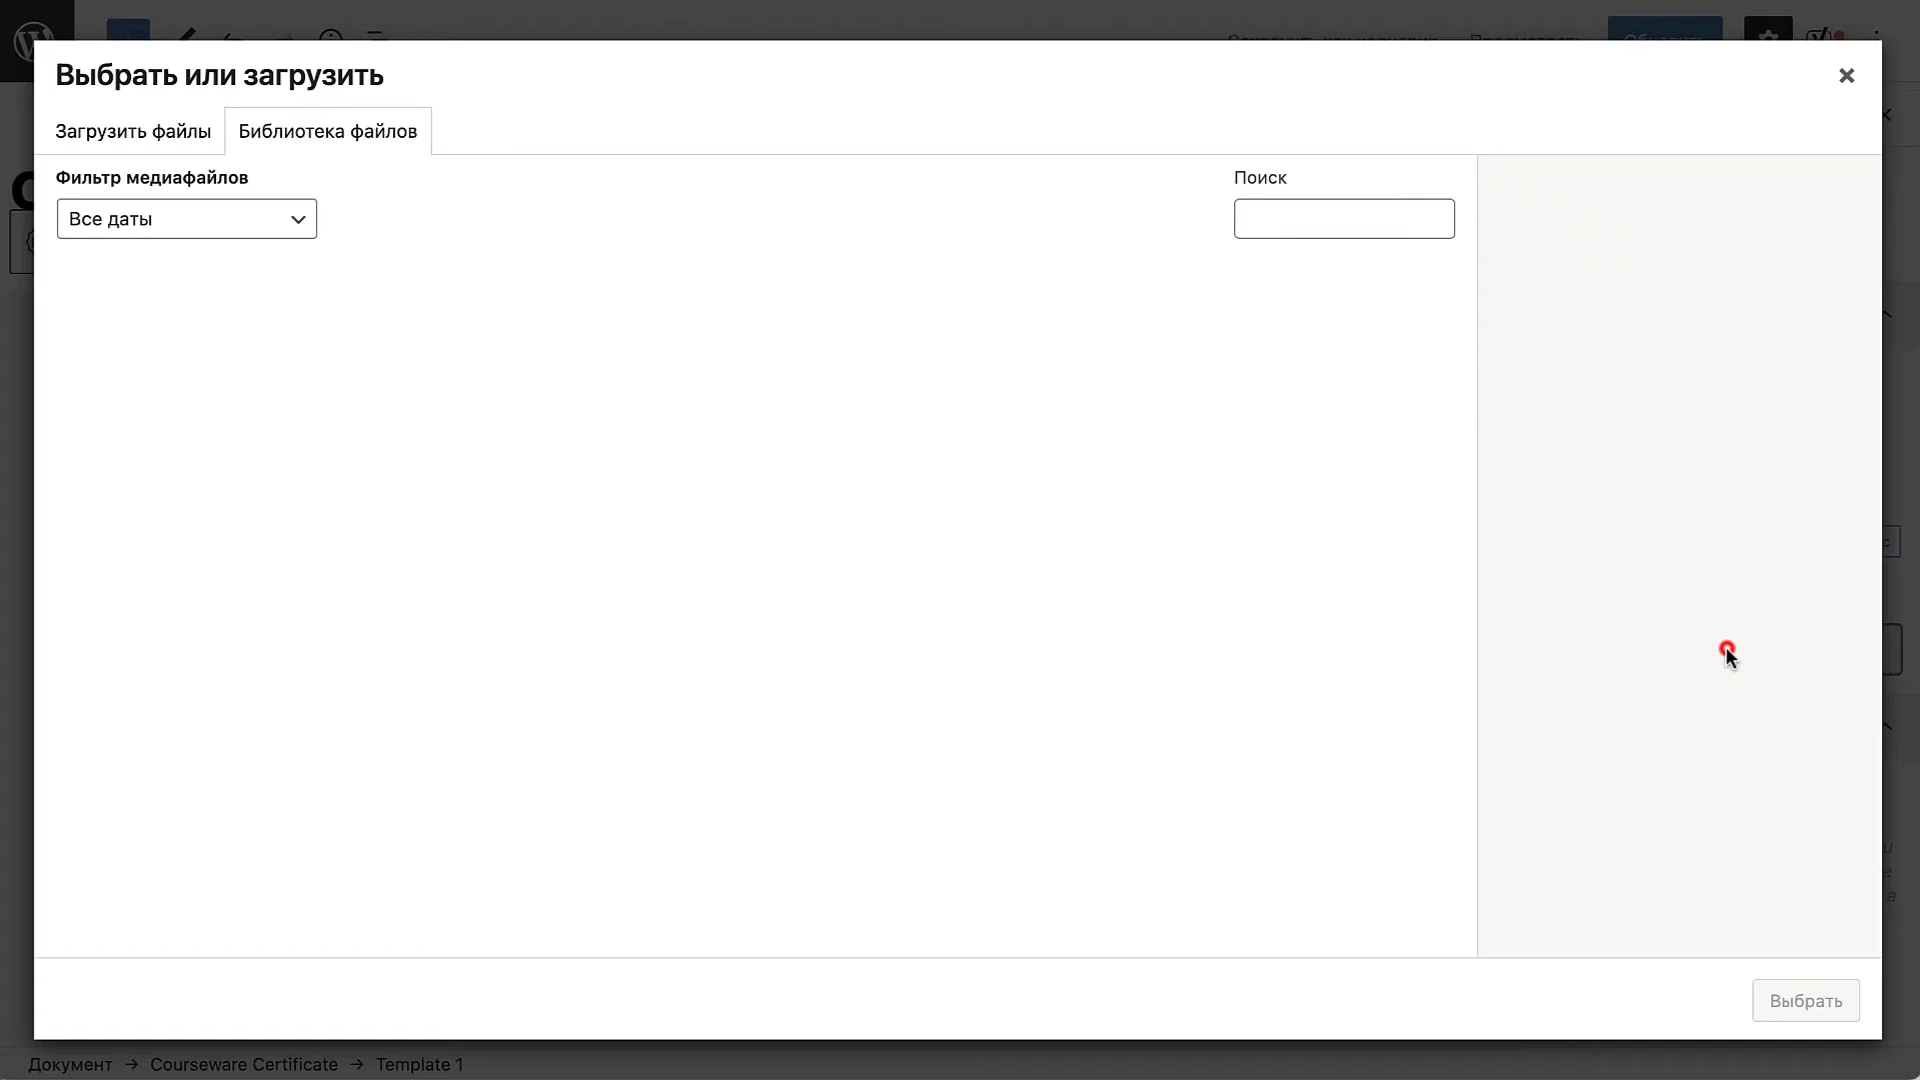 Выбрать или загрузить
Загрузить файлы
Библиотека файлов
Фильтр медиафайлов
Все даты
Поиск
Выбрать
Документ → Courseware Certificate → Template 1